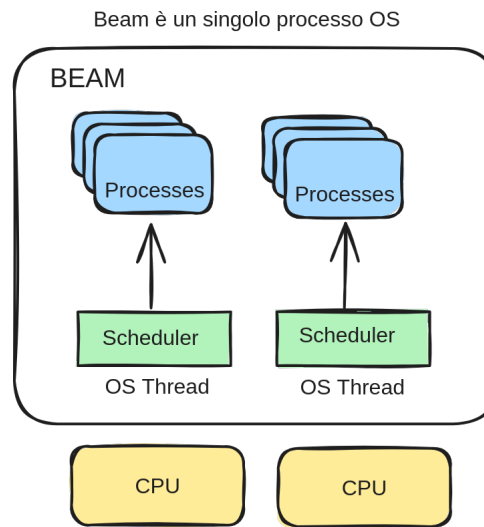 Beam è un singolo processo OS
BEAM
Processes
Processes
Scheduler
Scheduler
OS Thread
OS Thread
CPU
CPU